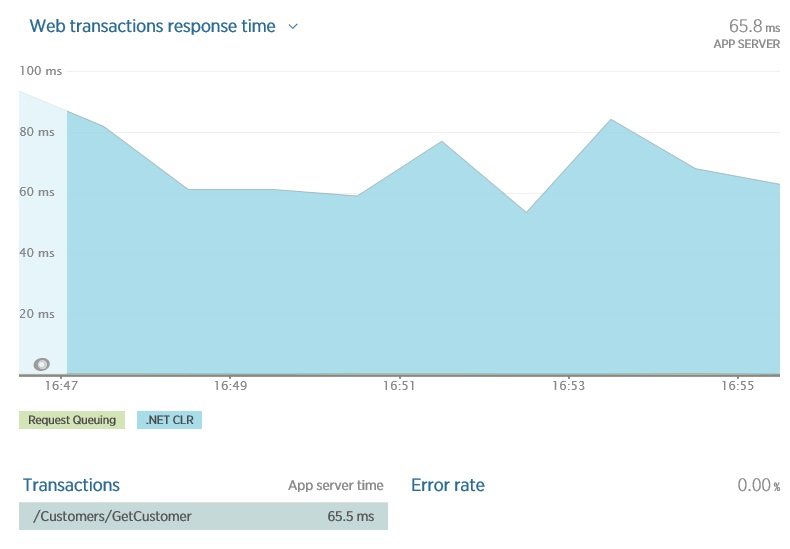 Web transactions response time
65.8 ms
APP SERVER
100 ms
80 ms
60 ms
40 ms
20 ms
16:47 16:49 16:51 16:53 16:55
Request Queuing .NET CLR
Transactions App server time
/Customers/GetCustomer 65.5 ms
Error rate 0.00 %